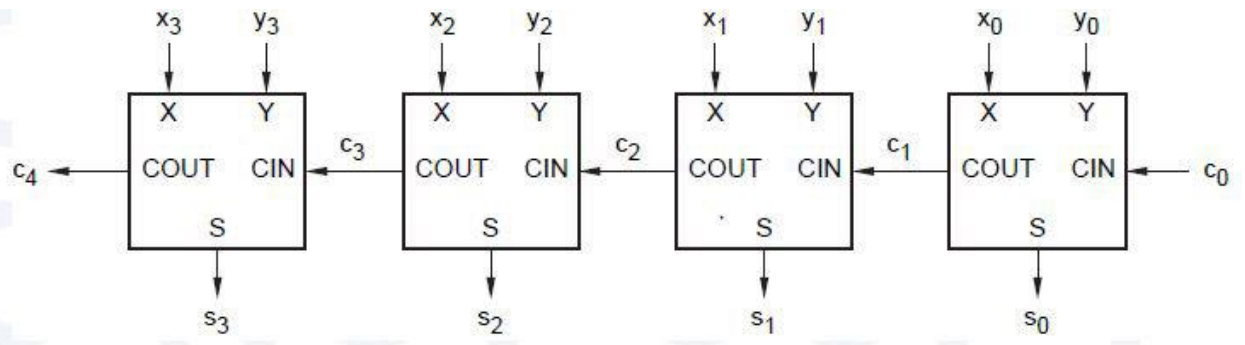 x3 y3 x2 y2 x1 y1 x0 y0
X Y X Y X Y X Y
c4 COUT CIN c3 COUT CIN c2 COUT CIN c1 COUT CIN c0
S S S S
s3 s2 s1 s0